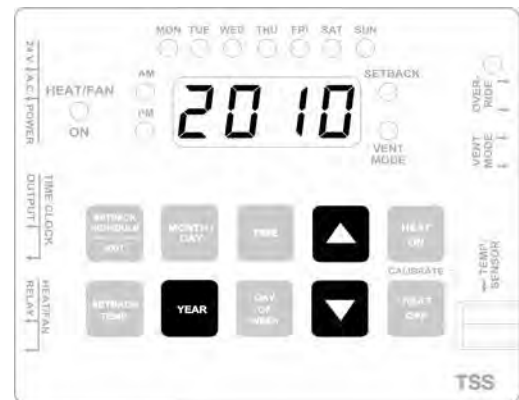 MON TUE WED THU FRI SAT SUN
24 V. A.C. POWER
HEAT/FAN
ON
AM
PM
2010
SETBACK
VENT
MODE
OVER-
RIDE
VENT
MODE
TIME CLOCK
OUTPUT
HEAT/FAN
RELAY
SETBACK
SCHEDULE
EXIT
MONTH /
DAY
TIME
HEAT
ON
CALIBRATE
SETBACK
TEMP
YEAR
DAY
OF
WEEK
HEAT
OFF
TEMP.
SENSOR
TSS